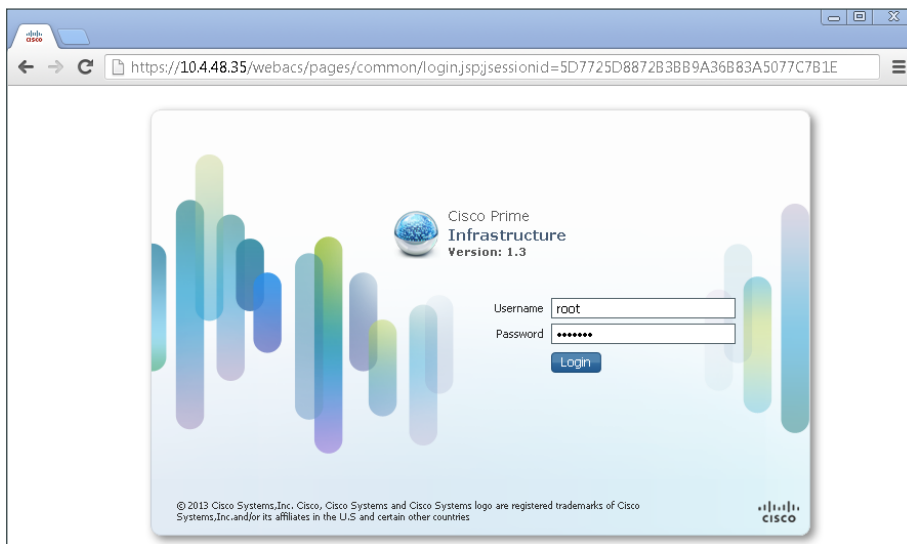 cisco
https://10.4.48.35/webacs/pages/common/login.jsp;jsessionid=5D7725D8872B3BB9A36B83A5077C7B1E
Cisco Prime
Infrastructure
Version: 1.3
Username root
Password •••••••
Login
© 2013 Cisco Systems,Inc. Cisco, Cisco Systems and Cisco Systems logo are registered trademarks of Cisco
Systems,Inc.and/or its affiliates in the U.S and certain other countries
cisco